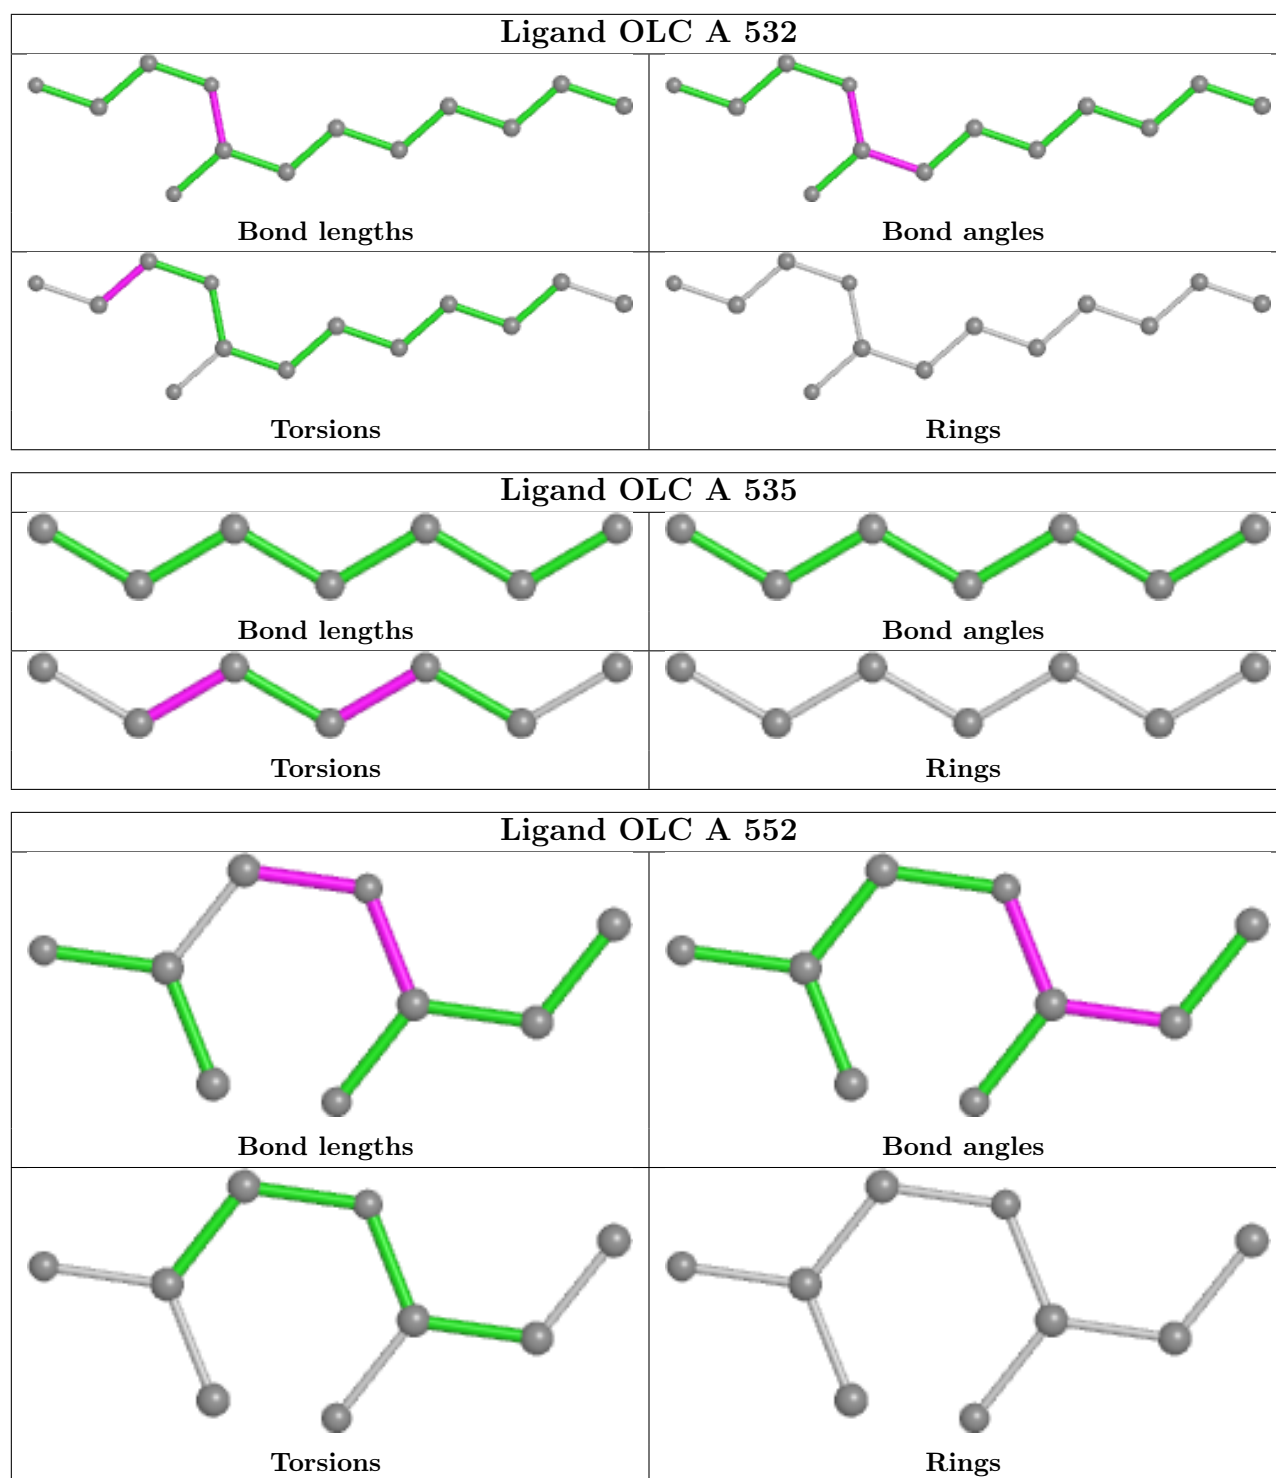 Ligand OLC A 532
Bond lengths
Bond angles
Torsions
Rings
Ligand OLC A 535
Bond lengths
Bond angles
Torsions
Rings
Ligand OLC A 552
Bond lengths
Bond angles
Torsions
Rings